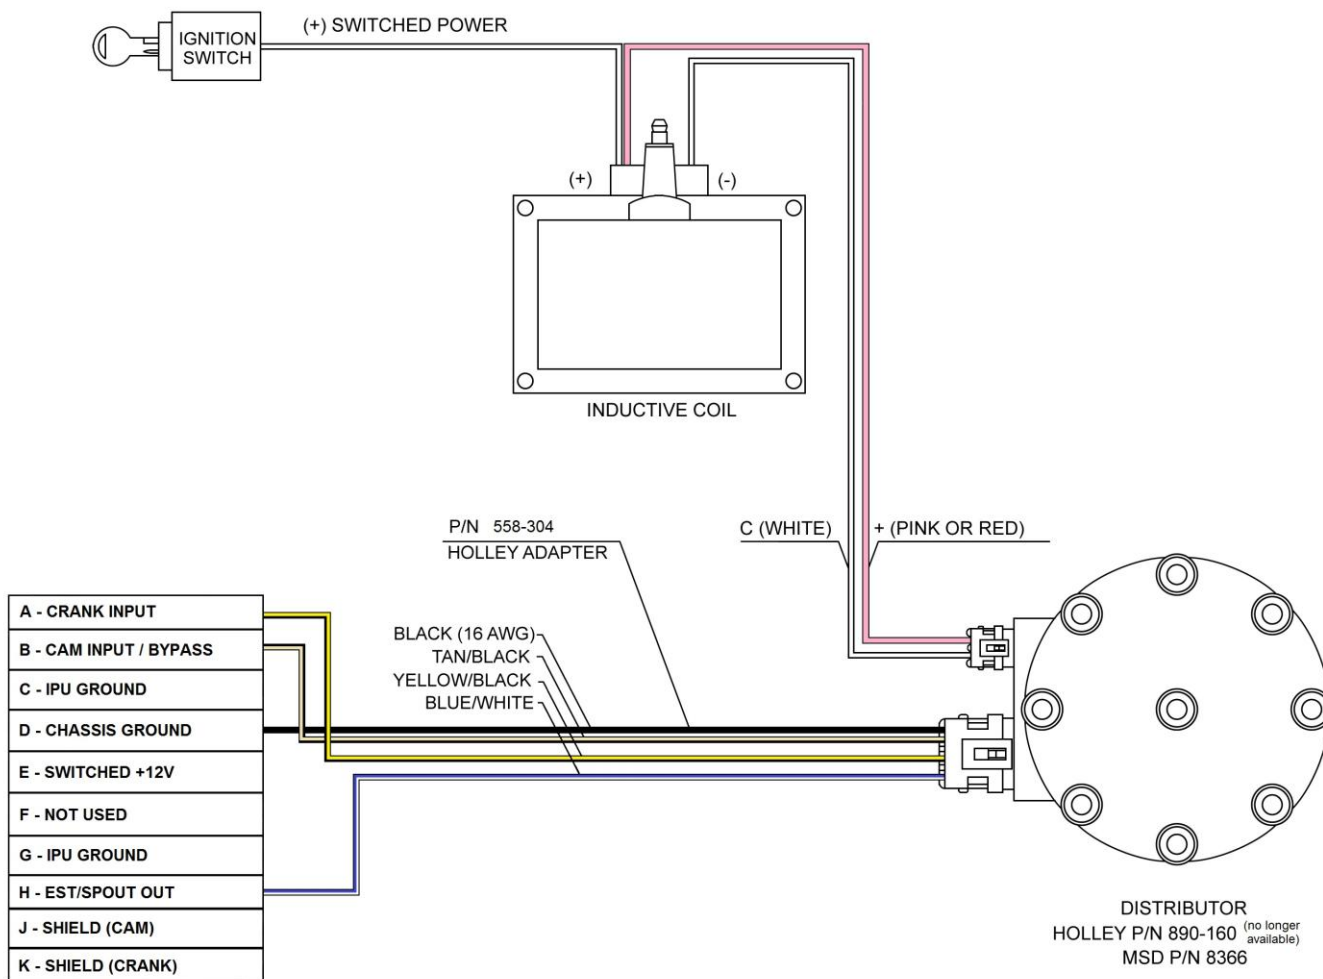 IGNITION
SWITCH
(+) SWITCHED POWER
(+)
(-)
INDUCTIVE COIL
P/N 558-304
HOLLEY ADAPTER
C (WHITE)
+ (PINK OR RED)
BLACK (16 AWG)
TAN/BLACK
YELLOW/BLACK
BLUE/WHITE
A - CRANK INPUT
B - CAM INPUT / BYPASS
C - IPU GROUND
D - CHASSIS GROUND
E - SWITCHED +12V
F - NOT USED
G - IPU GROUND
H - EST/SPOUT OUT
J - SHIELD (CAM)
K - SHIELD (CRANK)
DISTRIBUTOR
HOLLEY P/N 890-160 (no longer available)
MSD P/N 8366